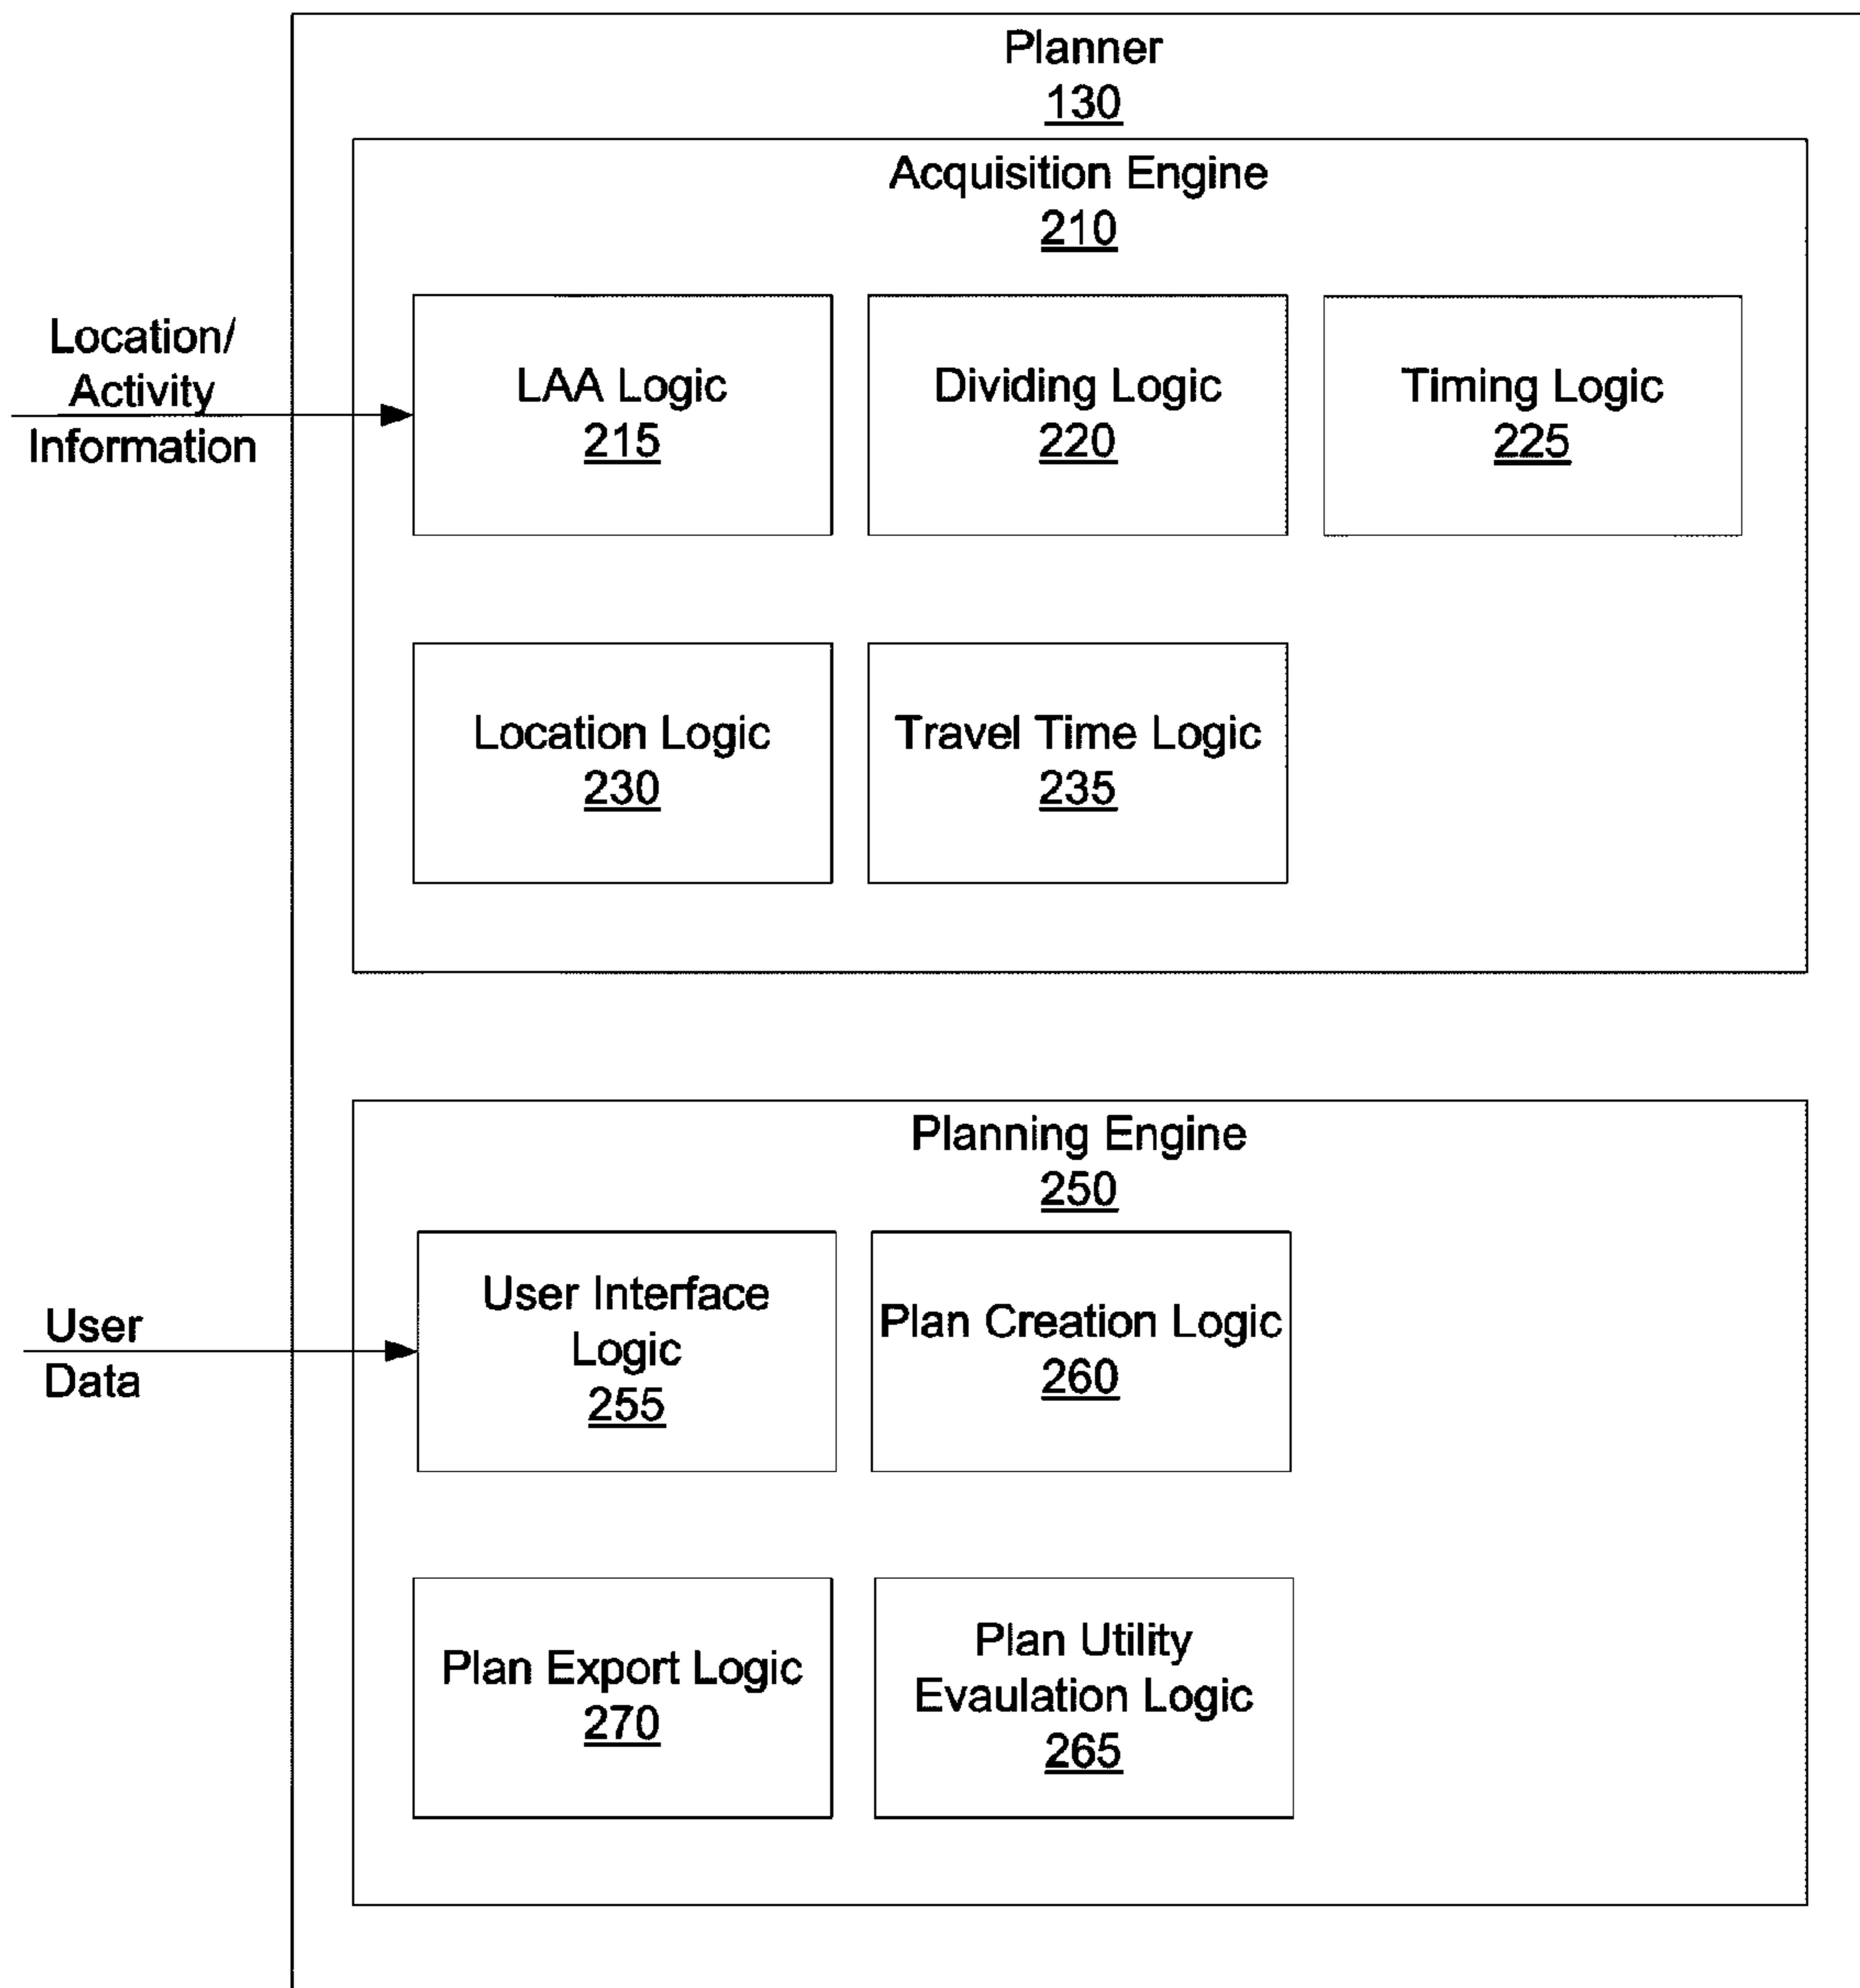 Planner
130
Acquisition Engine
210
Location/
Activity
Information
LAA Logic
215
Dividing Logic
220
Timing Logic
225
Location Logic
230
Travel Time Logic
235
Planning Engine
250
User
Data
User Interface
Logic
255
Plan Creation Logic
260
Plan Export Logic
270
Plan Utility
Evaulation Logic
265